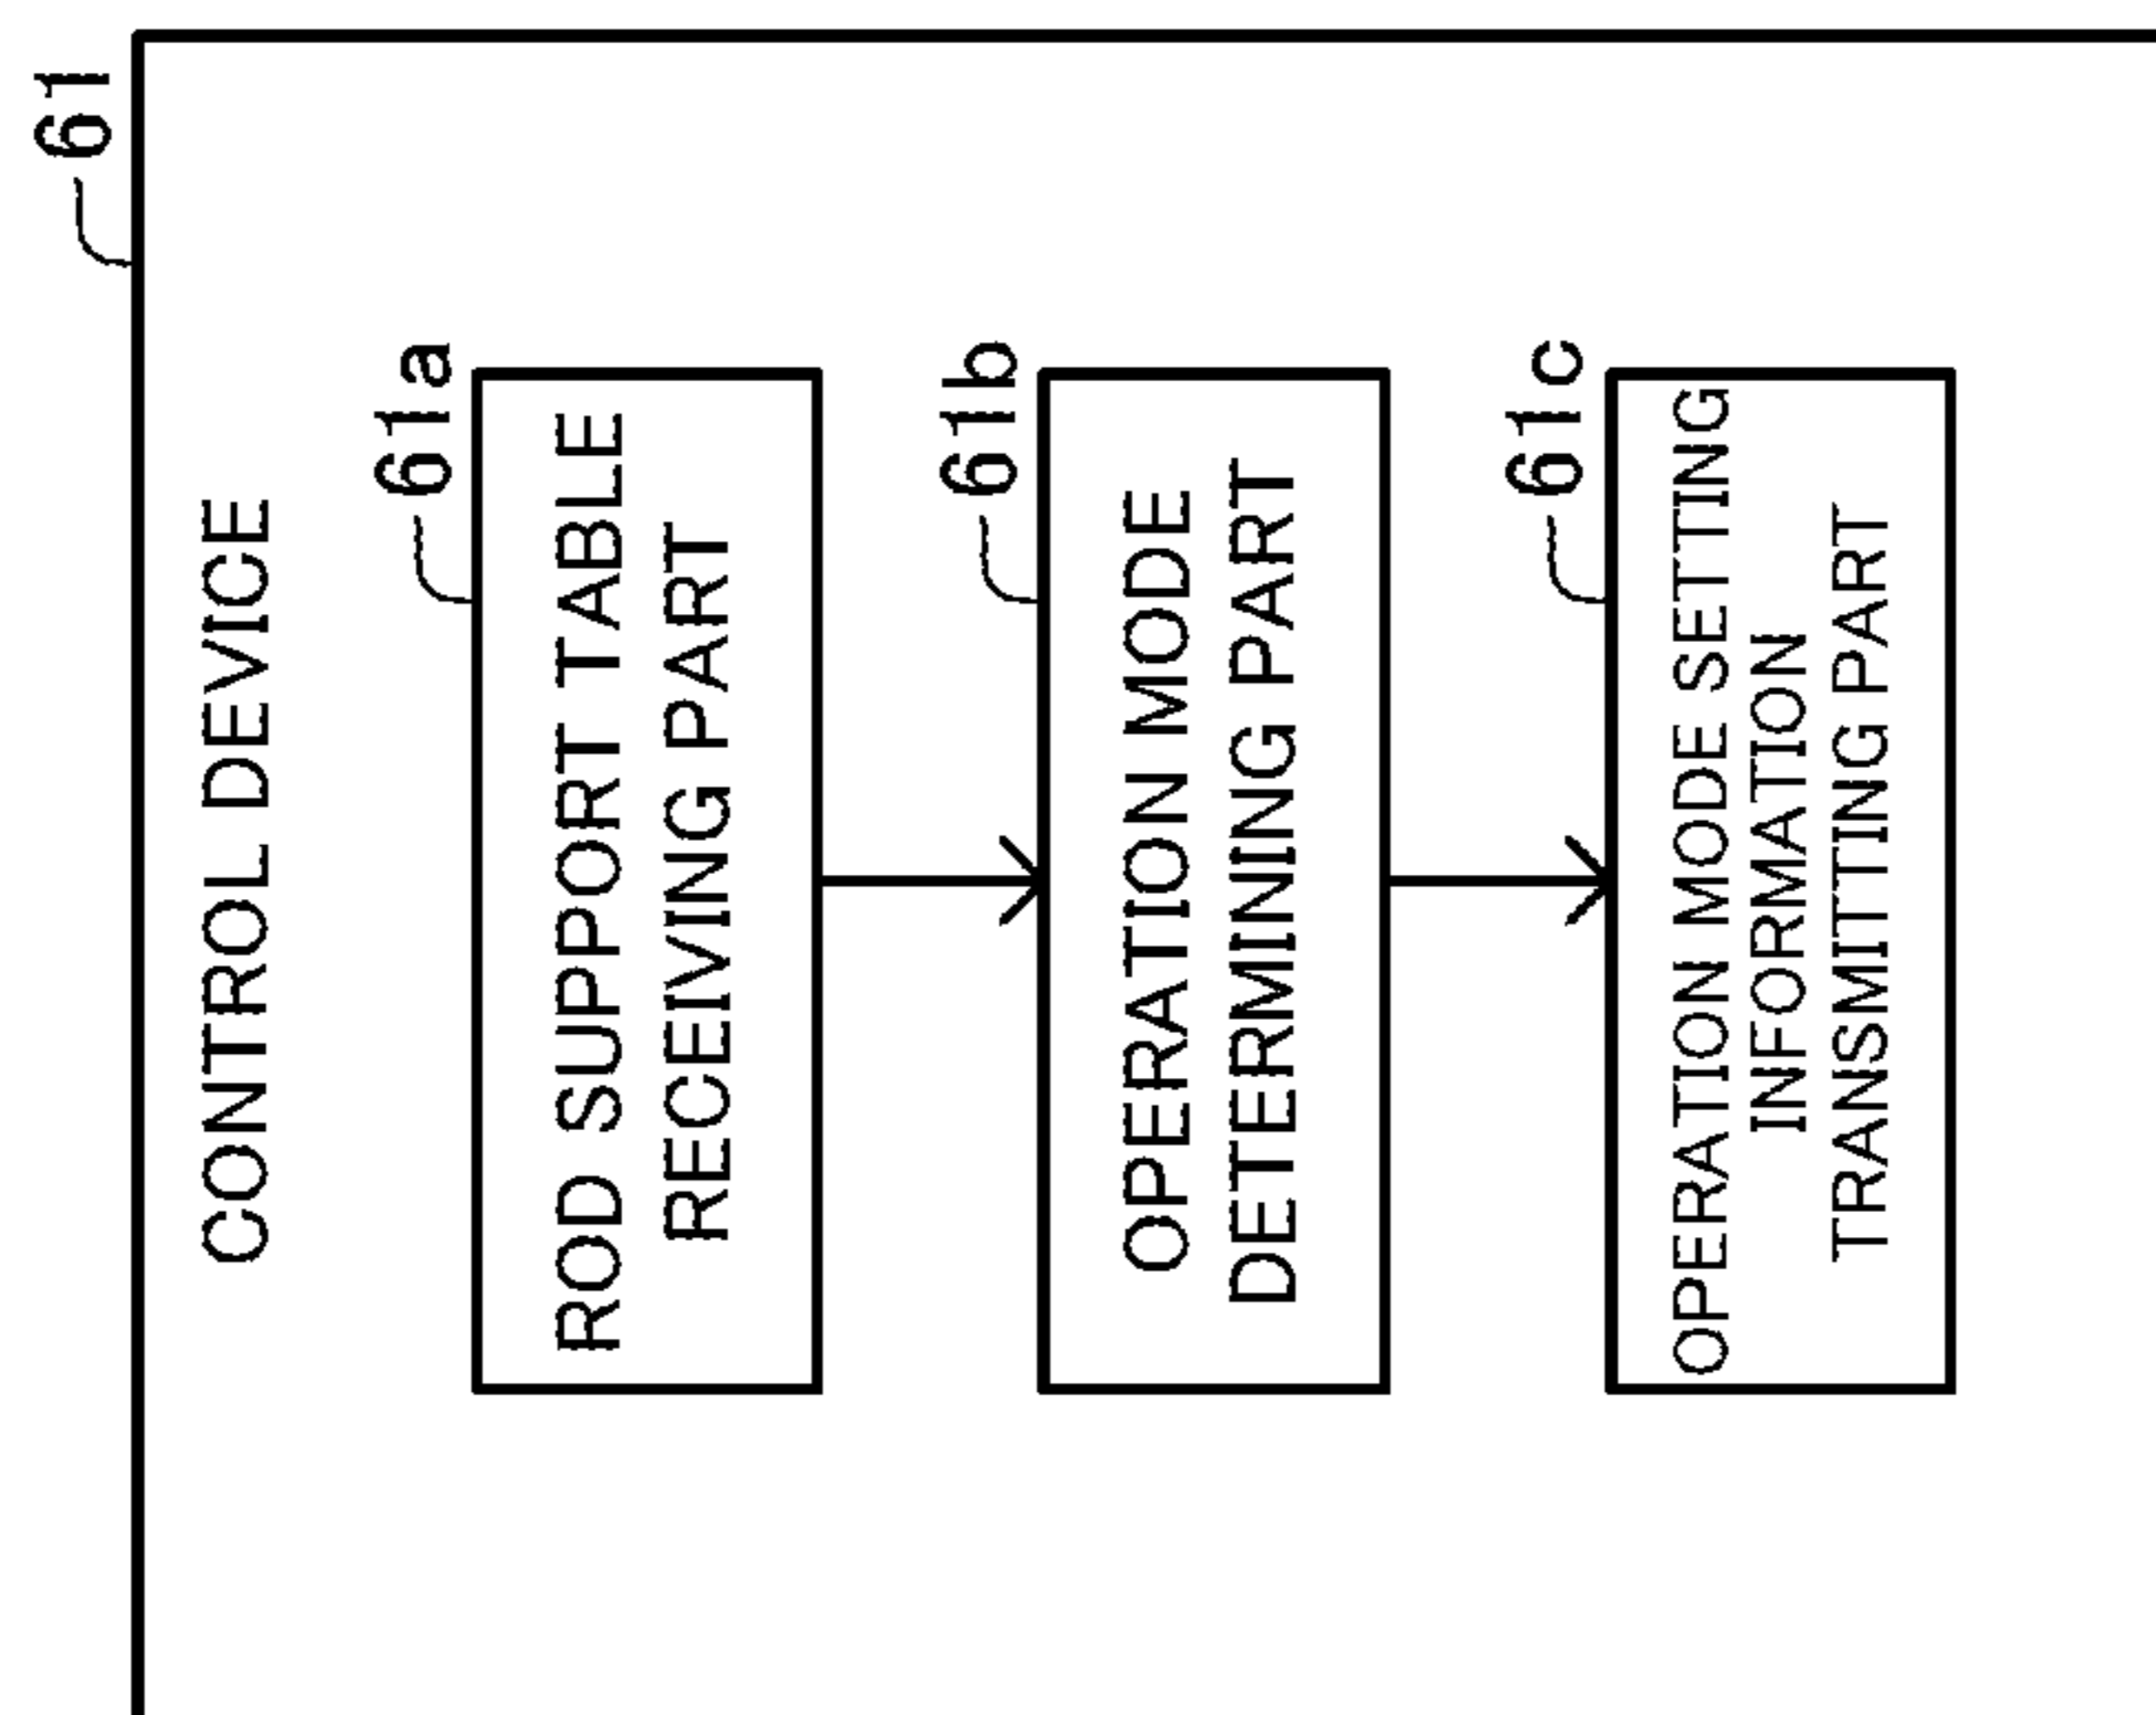 61
CONTROL DEVICE
61a
ROD SUPPORT TABLE
RECEIVING PART
61b
OPERATION MODE
DETERMINING PART
61c
OPERATION MODE SETTING
INFORMATION
TRANSMITTING PART